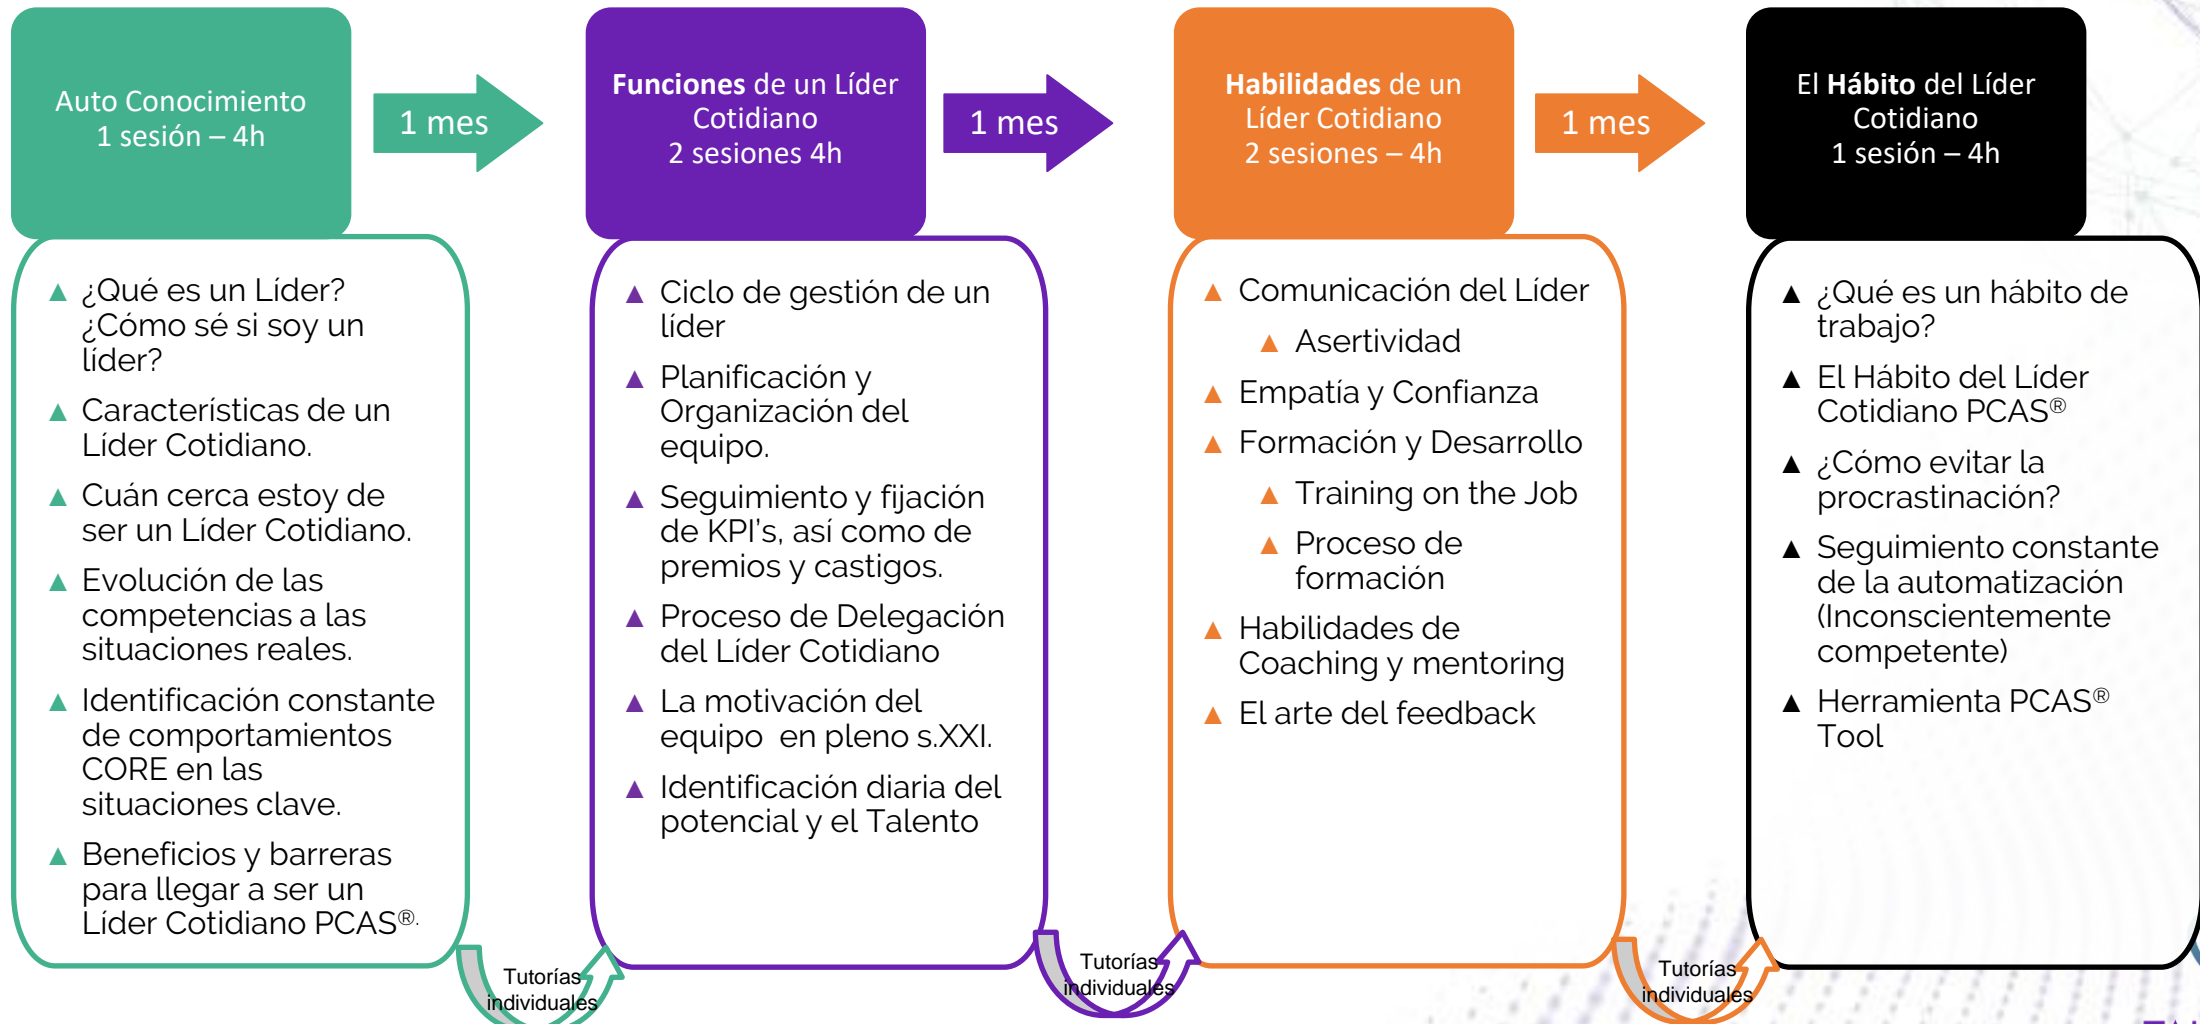 Auto Conocimiento
1 sesión – 4h
1 mes
Funciones de un Líder
Cotidiano
2 sesiones 4h
1 mes
Habilidades de un
Líder Cotidiano
2 sesiones – 4h
1 mes
El Hábito del Líder
Cotidiano
1 sesión – 4h
▲ ¿Qué es un Líder?
¿Cómo sé si soy un
líder?
▲ Características de un
Líder Cotidiano.
▲ Cuán cerca estoy de
ser un Líder Cotidiano.
▲ Evolución de las
competencias a las
situaciones reales.
▲ Identificación constante
de comportamientos
CORE en las
situaciones clave.
▲ Beneficios y barreras
para llegar a ser un
Líder Cotidiano PCAS®.
▲ Ciclo de gestión de un
líder
▲ Planificación y
Organización del
equipo.
▲ Seguimiento y fijación
de KPI's, así como de
premios y castigos.
▲ Proceso de Delegación
del Líder Cotidiano
▲ La motivación del
equipo en pleno s.XXI.
▲ Identificación diaria del
potencial y el Talento
▲ Comunicación del Líder
▲ Asertividad
▲ Empatía y Confianza
▲ Formación y Desarrollo
▲ Training on the Job
▲ Proceso de
formación
▲ Habilidades de
Coaching y mentoring
▲ El arte del feedback
▲ ¿Qué es un hábito de
trabajo?
▲ El Hábito del Líder
Cotidiano PCAS®
▲ ¿Cómo evitar la
procrastinación?
▲ Seguimiento constante
de la automatización
(Inconscientemente
competente)
▲ Herramienta PCAS®
Tool
Tutorías
individuales
Tutorías
individuales
Tutorías
individuales